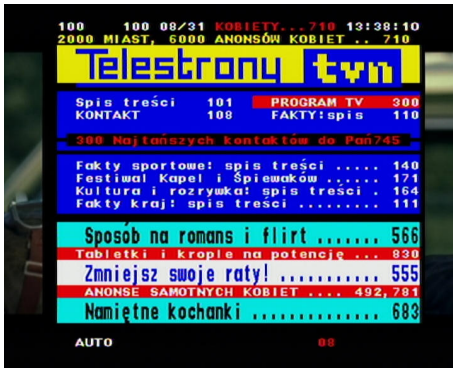 100 100 08/31 KOBIETY...710 13:38:10
2000 MIAST, 6000 ANONSÓW KOBIET .. 710
Telestrony tvn
Spis treści 101 PROGRAM TV 300
KONTAKT 108 FAKTY:spis 110
300 Najtańszych kontaktów do Pań745
Fakty sportowe: spis treści ..... 140
Festiwal Kapel i Śpiewaków ...... 171
Kultura i rozrywka: spis treści . 164
Fakty kraj: spis treści ......... 111
Sposób na romans i flirt ....... 566
Tabletki i krople na potencję ... 830
Zmniejsz swoje raty! ........... 555
ANONSE SAMOTNYCH KOBIET .... 492,781
Namiętne kochanki .............. 683
AUTO 08